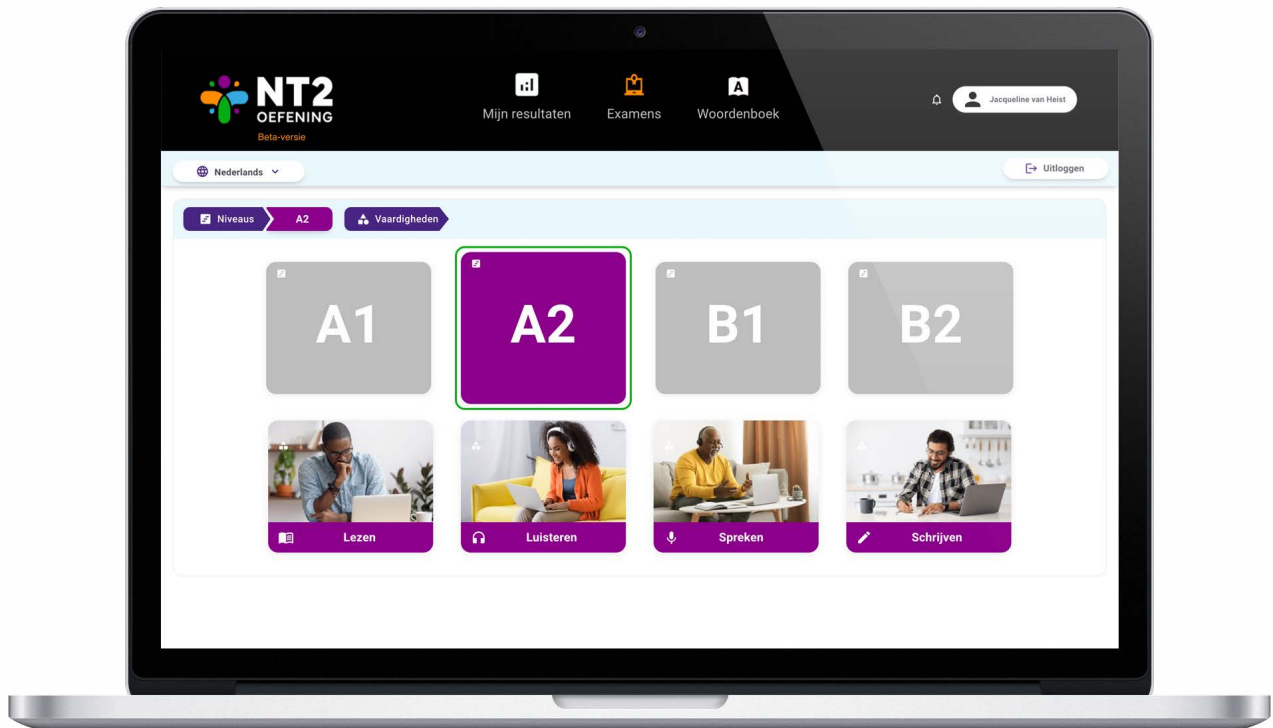 NT2
OEFENING
Beta-versie
Mijn resultaten
Examens
Woordenboek
A
Jacqueline van Heist
Nederlands
Uitloggen
Niveaus
A2
Vaardigheden
A1
A2
B1
B2
Lezen
Luisteren
Spreken
Schrijven